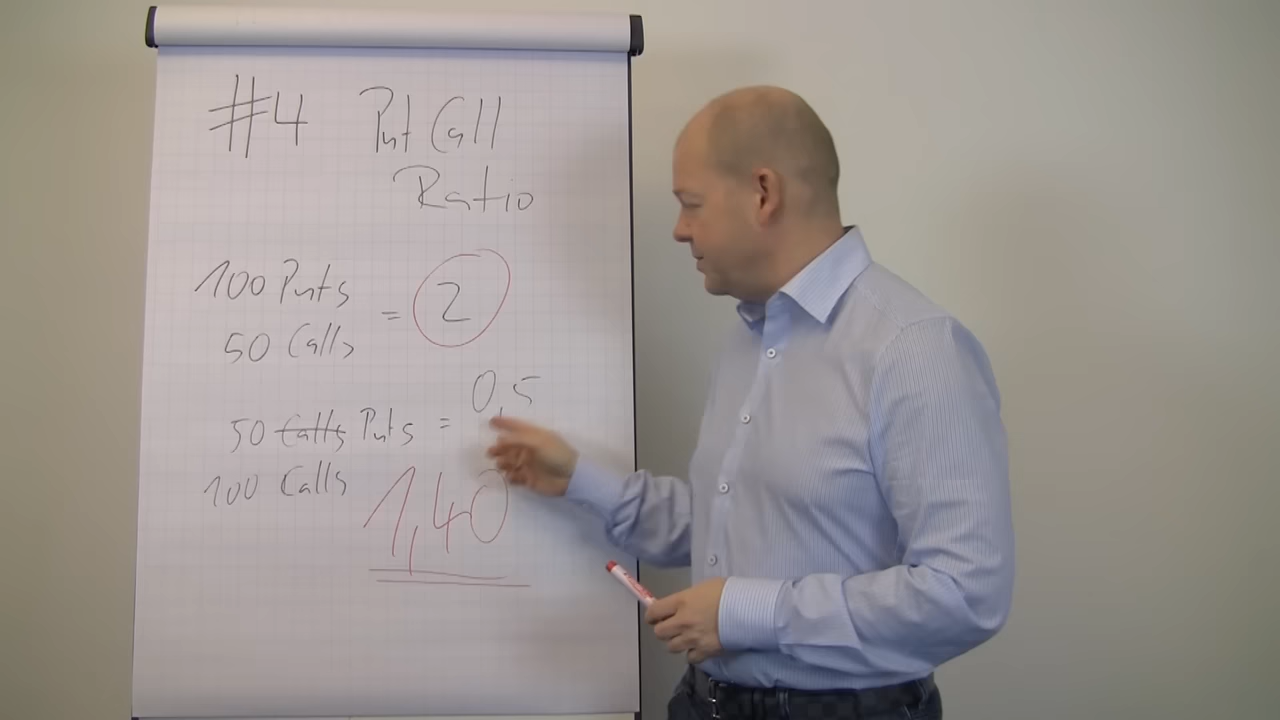 #4 Put Call
Ratio
100 Puts
50 Calls
= 2
50 Calls Puts = 0,5
100 Calls
1,40